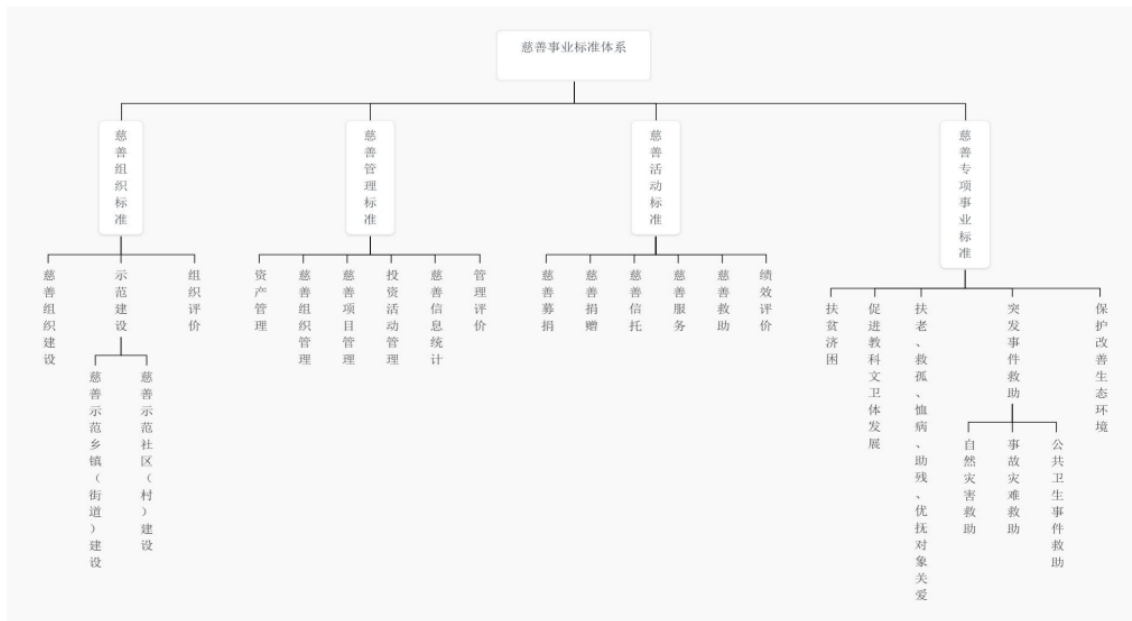 慈善事业标准体系
慈善组织标准
慈善管理标准
慈善活动标准
慈善专项事业标准
慈善组织建设
示范建设
组织评价
资产管理
慈善组织管理
慈善项目管理
投资活动管理
慈善信息统计
管理评价
慈善募捐
慈善捐赠
慈善信托
慈善服务
慈善救助
绩效评价
扶贫济困
促进教科文卫体发展
扶老、救孤、恤病、助残、优抚对象关爱
突发事件救助
保护改善生态环境
慈善示范乡镇（街道）建设
慈善示范社区（村）建设
自然灾害救助
事故灾难救助
公共卫生事件救助